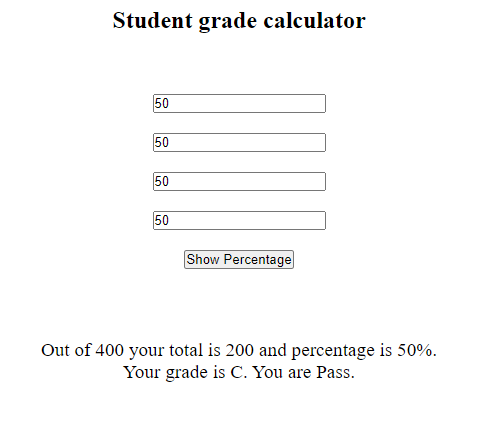 Student grade calculator
50
50
50
50
Show Percentage
Out of 400 your total is 200 and percentage is 50%.
Your grade is C. You are Pass.